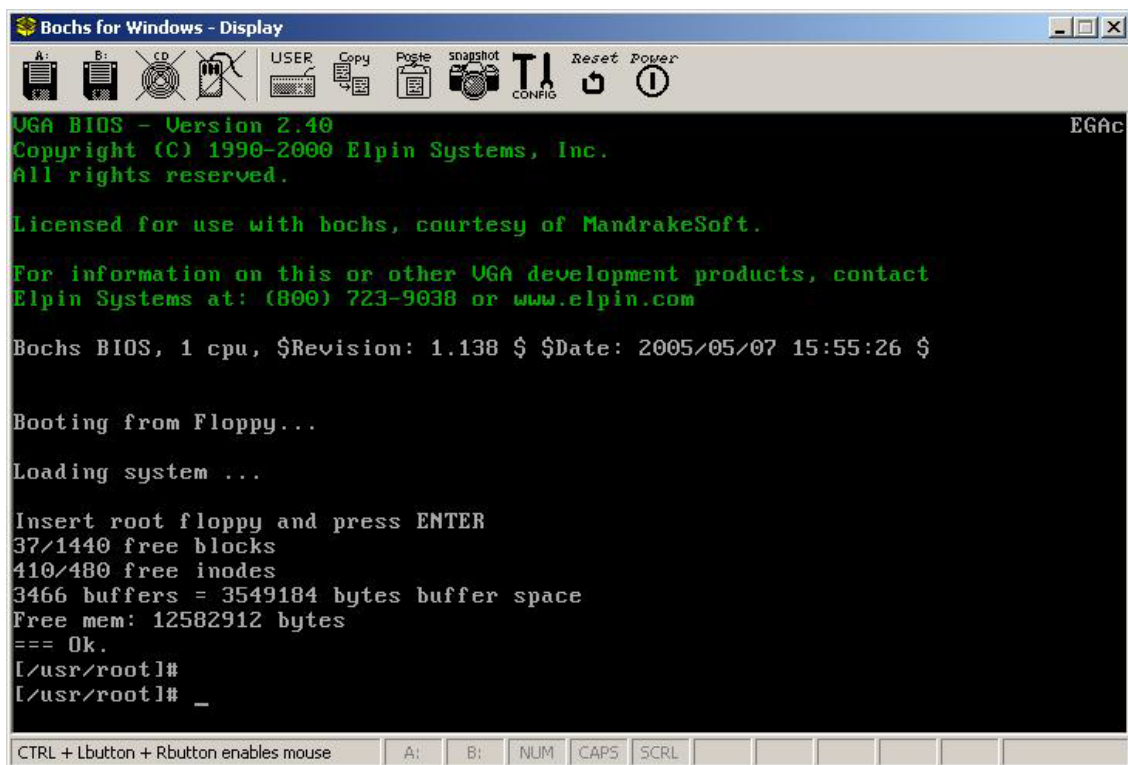 Bochs for Windows - Display
A: B: CD USER Copy Paste snapshot CONFIG Reset Power
VGA BIOS - Version 2.40 EGAc
Copyright (C) 1990-2000 Elpin Systems, Inc.
All rights reserved.
Licensed for use with bochs, courtesy of MandrakeSoft.
For information on this or other VGA development products, contact
Elpin Systems at: (800) 723-9038 or www.elpin.com
Bochs BIOS, 1 cpu, $Revision: 1.138 $ $Date: 2005/05/07 15:55:26 $
Booting from Floppy...
Loading system ...
Insert root floppy and press ENTER
37/1440 free blocks
410/480 free inodes
3466 buffers = 3549184 bytes buffer space
Free mem: 12582912 bytes
=== Ok.
[/usr/root]#
[/usr/root]# _
CTRL + Lbutton + Rbutton enables mouse A: B: NUM CAPS SCRL